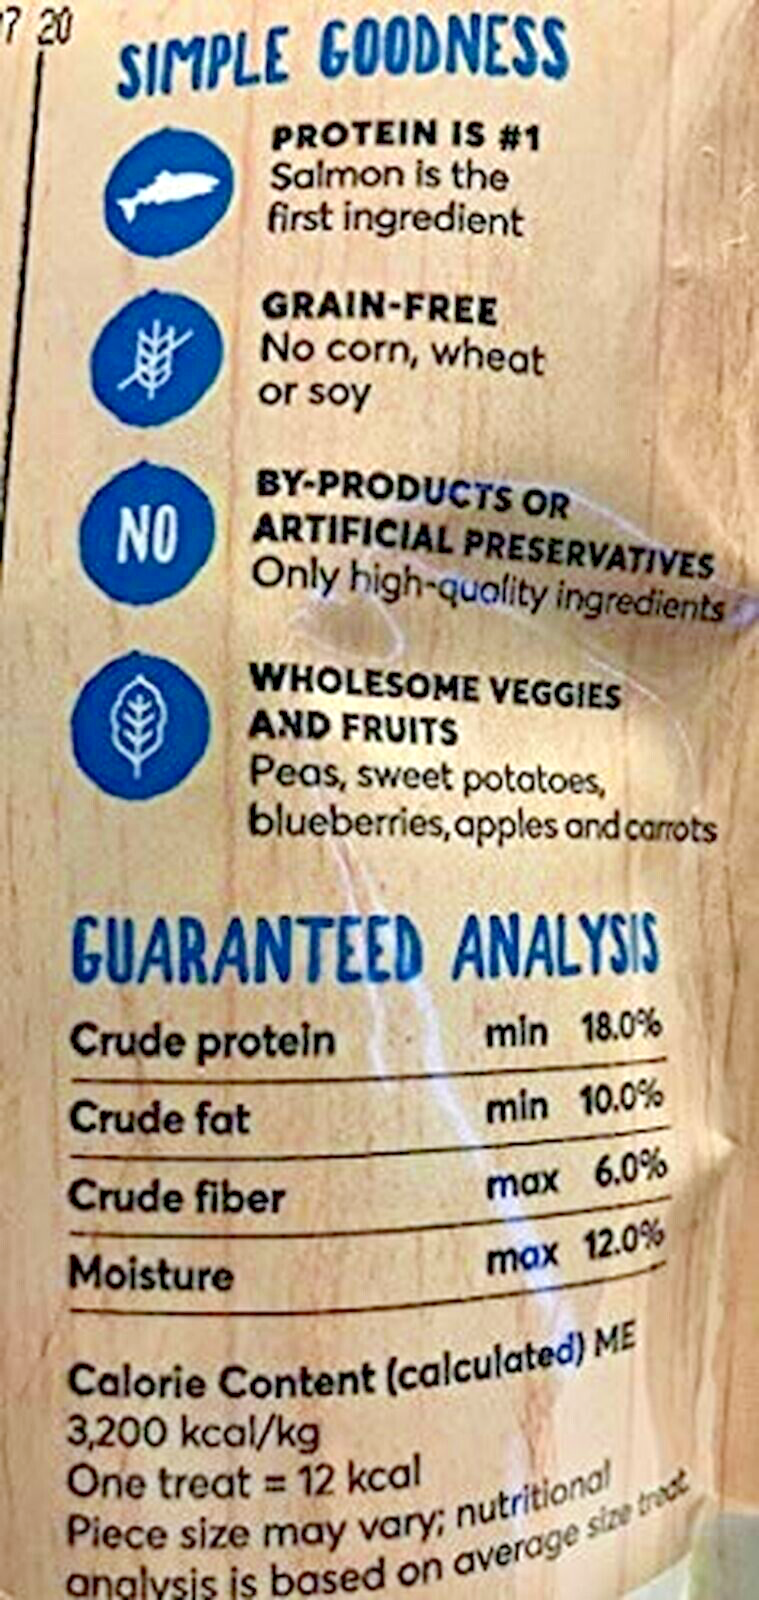 7 20
SIMPLE GOODNESS
PROTEIN IS #1
Salmon is the
first ingredient
GRAIN-FREE
No corn, wheat
or soy
NO
BY-PRODUCTS OR
ARTIFICIAL PRESERVATIVES
Only high-quality ingredients
WHOLESOME VEGGIES
AND FRUITS
Peas, sweet potatoes,
blueberries, apples and carrots
GUARANTEED ANALYSIS
Crude protein min 18.0%
Crude fat min 10.0%
Crude fiber max 6.0%
Moisture max 12.0%
Calorie Content (calculated) ME
3,200 kcal/kg
One treat = 12 kcal
Piece size may vary; nutritional
analysis is based on average size treat.